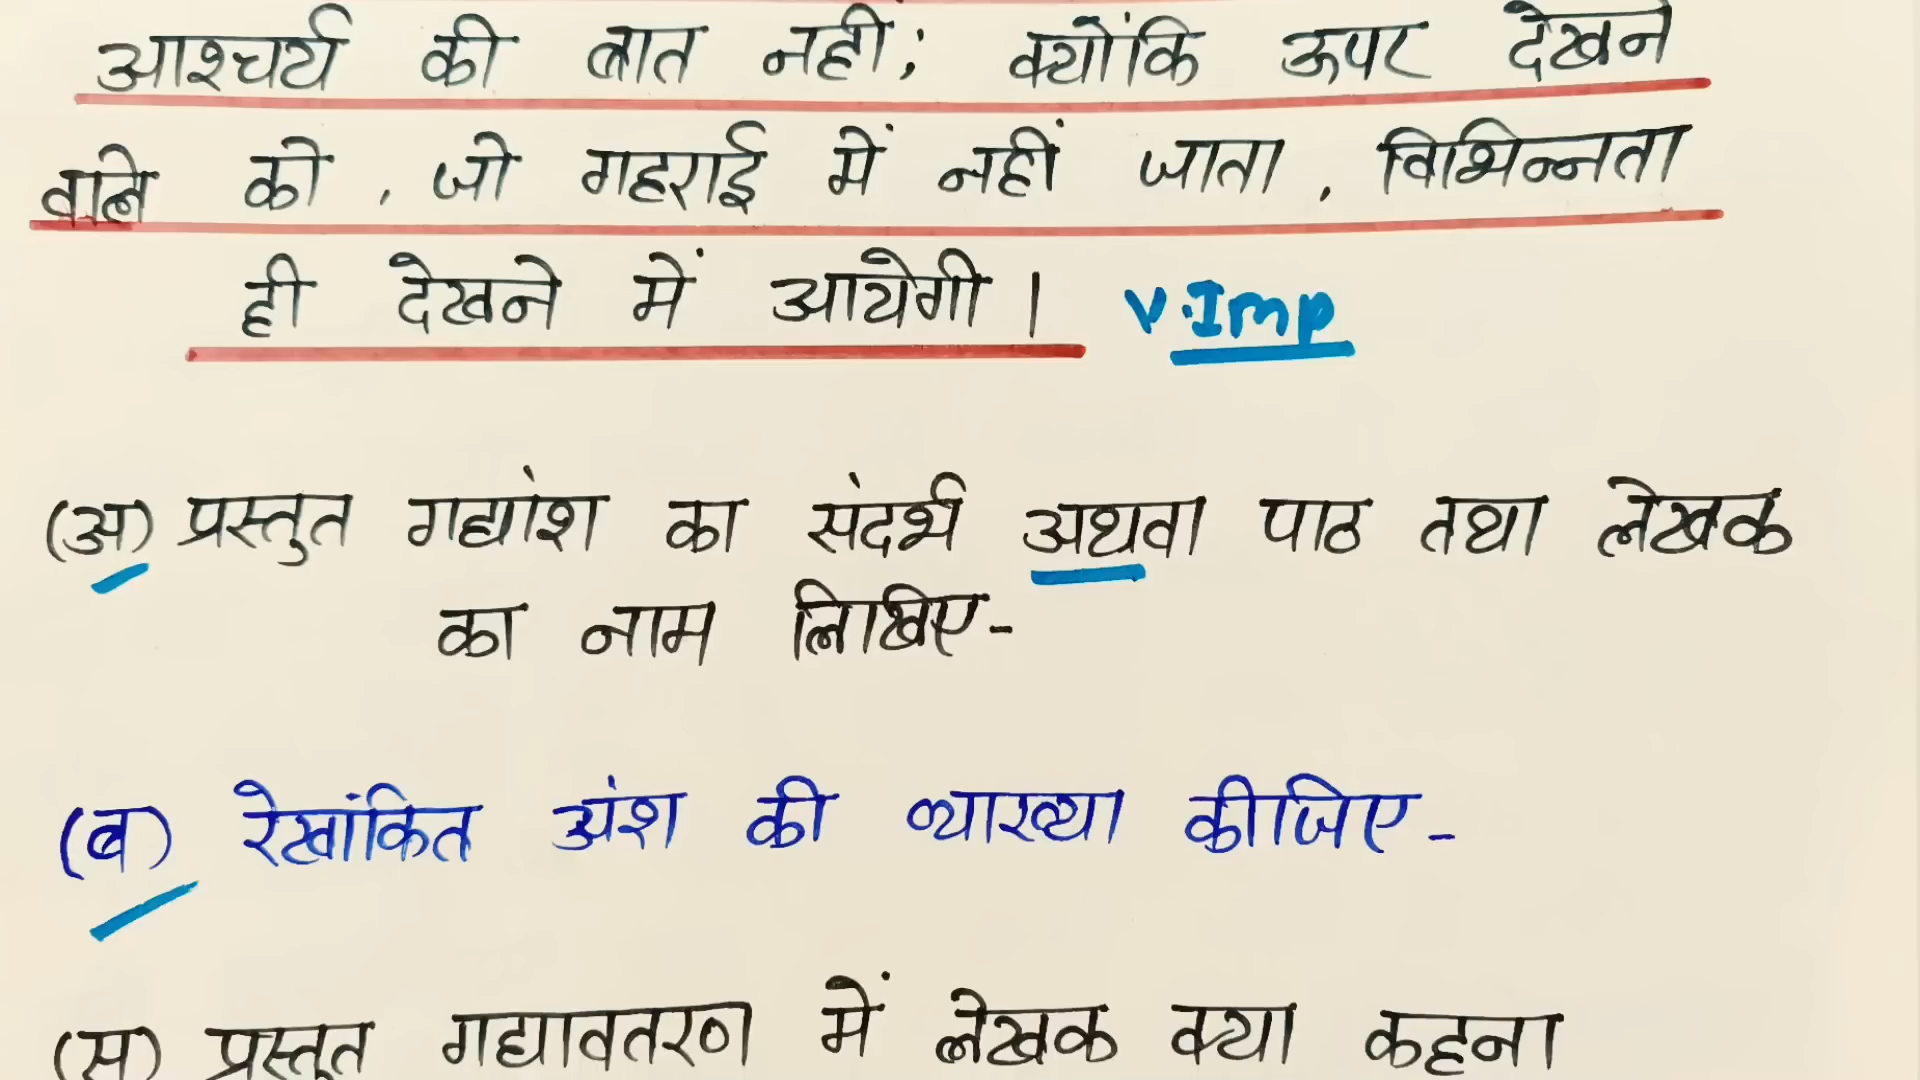 आश्चर्य की बात नहीं; क्योंकि ऊपर देखने
वाले को, जो गहराई में नहीं जाता, विभिन्नता
ही देखने में आयेगी। V.Imp
(अ) प्रस्तुत गद्यांश का संदर्भ अथवा पाठ तथा लेखक
का नाम लिखिए-
(ब) रेखांकित अंश की व्याख्या कीजिए-
(स) प्रस्तुत गद्यावतरण में लेखक क्या कहना